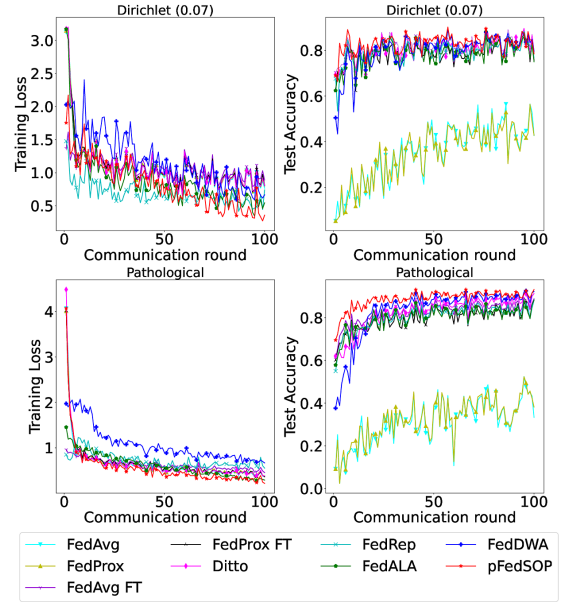 Dirichlet (0.07)
Training Loss
3.0
2.5
2.0
1.5
1.0
0.5
0
50
100
Communication round
Dirichlet (0.07)
Test Accuracy
0.8
0.6
0.4
0.2
0
50
100
Communication round
Pathological
Training Loss
4
3
2
1
0
50
100
Communication round
Pathological
Test Accuracy
0.8
0.6
0.4
0.2
0.0
0
50
100
Communication round
FedAvg
FedProx
FedAvg FT
FedProx FT
Ditto
FedRep
FedALA
FedDWA
pFedSOP